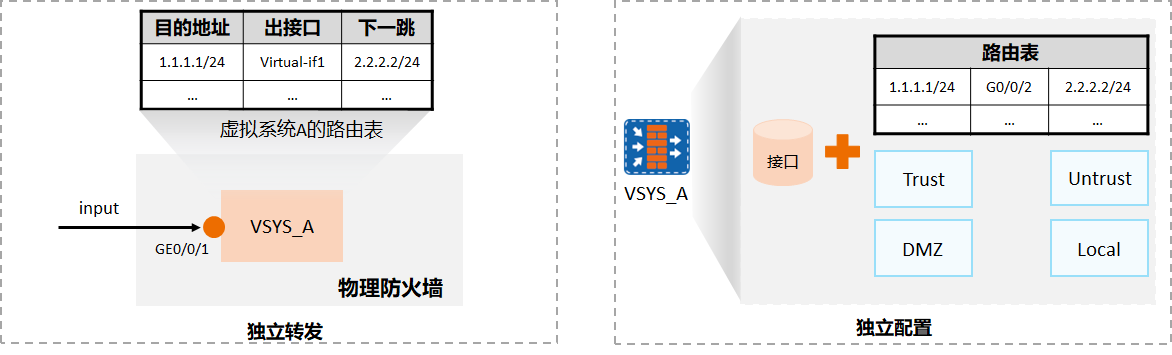 目的地址 出接口 下一跳
1.1.1.1/24 Virtual-if1 2.2.2.2/24
... ... ...
虚拟系统A的路由表
input
GE0/0/1
VSYS_A
物理防火墙
独立转发
路由表
1.1.1.1/24 G0/0/2 2.2.2.2/24
... ... ...
VSYS_A
接口
Trust Untrust
DMZ Local
独立配置